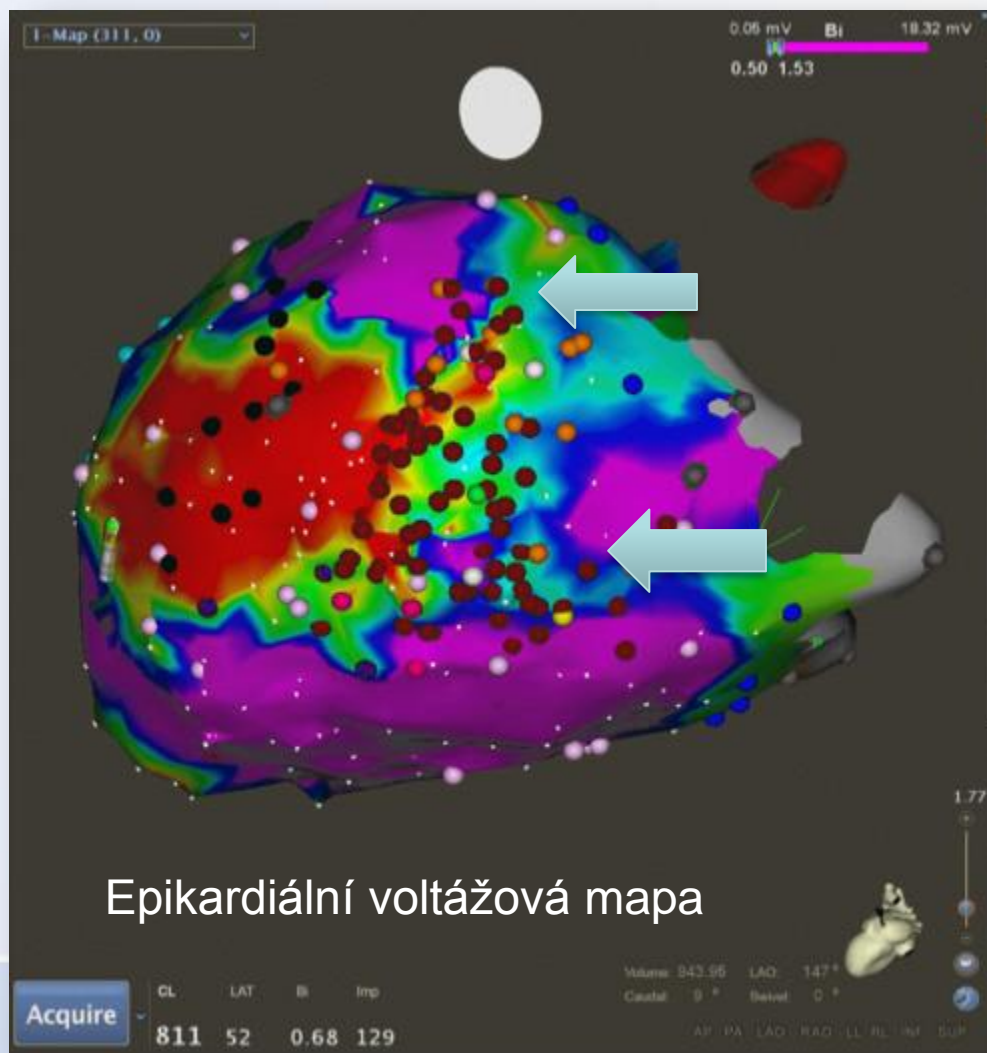 1-Map (311, 0)
0.05 mV Bi 18.32 mV
0.50 1.53
1.77
Epikardiální voltážová mapa
Volume: 943.96 LAO: 147 °
Caudal: 9 ° Swivel: 0 °
Acquire
CL LAT Bi Imp
811 52 0.68 129
AP PA LAO RAO LL RL INF SUP